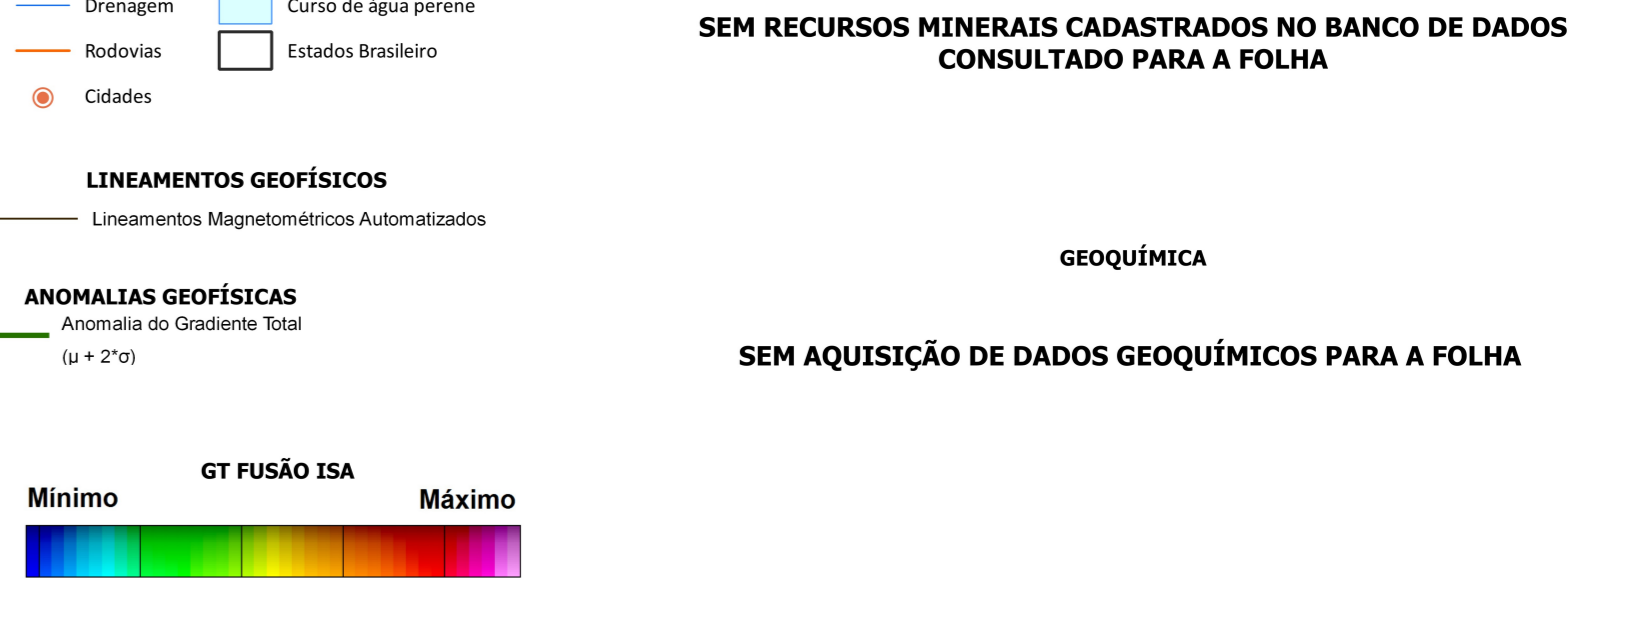 Drenagem
Curso de água perene
Rodovias
Estados Brasileiro
Cidades
LINEAMENTOS GEOFÍSICOS
Lineamentos Magnetométricos Automatizados
ANOMALIAS GEOFÍSICAS
Anomalia do Gradiente Total
(μ + 2*σ)
GT FUSÃO ISA
Mínimo
Máximo
SEM RECURSOS MINERAIS CADASTRADOS NO BANCO DE DADOS
CONSULTADO PARA A FOLHA
GEOQUÍMICA
SEM AQUISIÇÃO DE DADOS GEOQUÍMICOS PARA A FOLHA